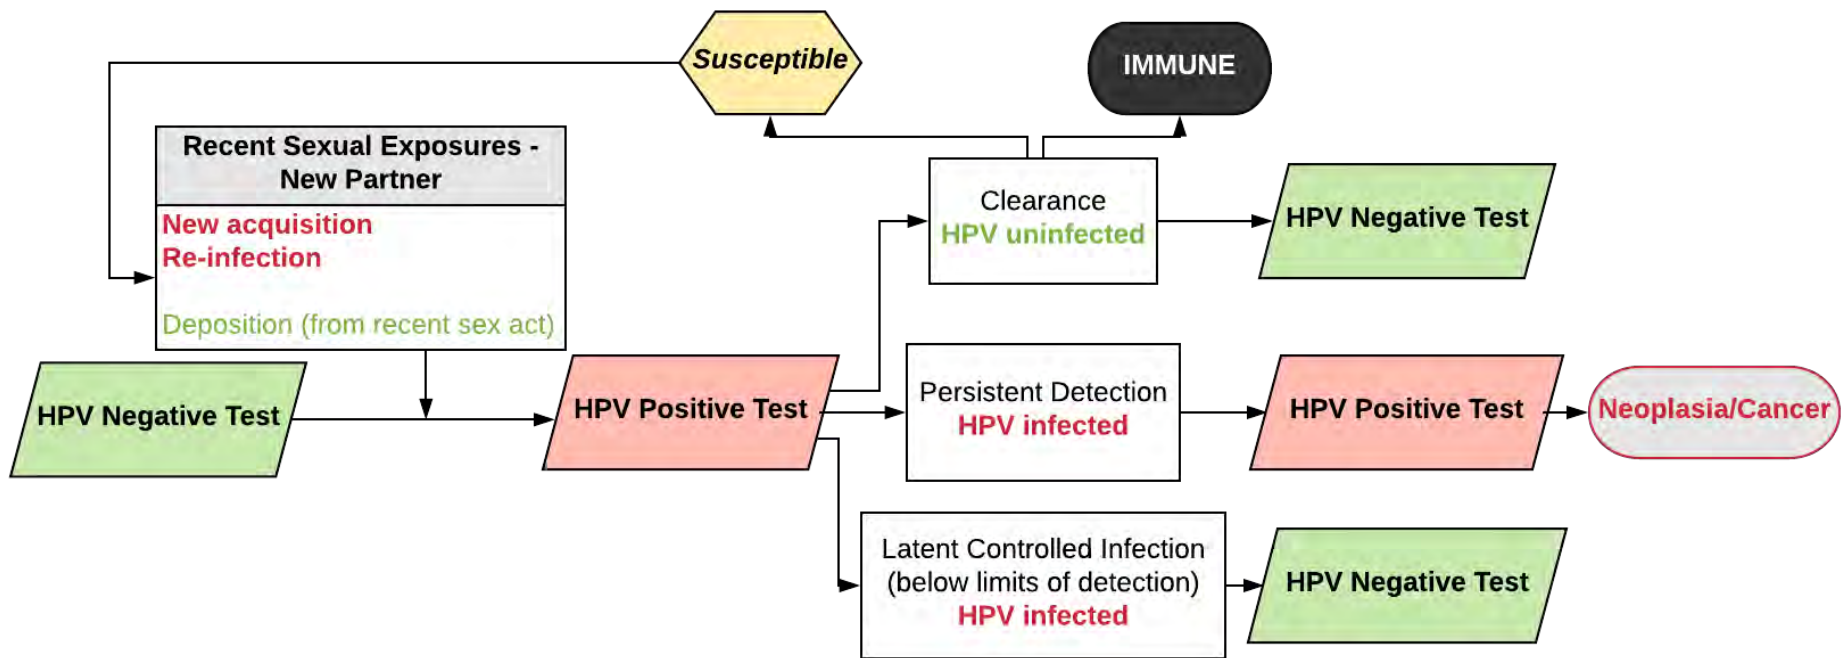 Susceptible
IMMUNE
Recent Sexual Exposures -
New Partner
New acquisition
Re-infection
Deposition (from recent sex act)
HPV Negative Test
HPV Positive Test
Clearance
HPV uninfected
HPV Negative Test
Persistent Detection
HPV infected
HPV Positive Test
Neoplasia/Cancer
Latent Controlled Infection
(below limits of detection)
HPV infected
HPV Negative Test